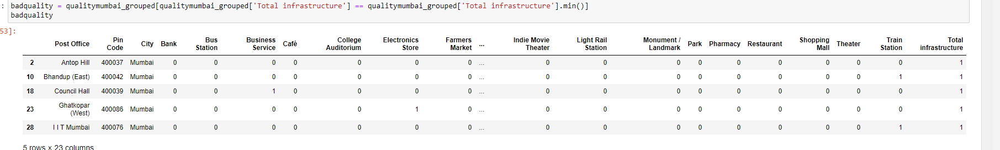 : badquality = qualitymumbai_grouped[qualitymumbai_grouped['Total infrastructure'] == qualitymumbai_grouped['Total infrastructure'].min()]
badquality
53]:
Post Office Pin Code City Bank Bus Station Business Service Café College Auditorium Electronics Store Farmers Market ... Indie Movie Theater Light Rail Station Monument / Landmark Park Pharmacy Restaurant Shopping Mall Theater Train Station Total infrastructure
2 Antop Hill 400037 Mumbai 0 0 0 0 0 0 0 ... 0 0 0 0 0 0 0 0 0 1
10 Bhandup (East) 400042 Mumbai 0 0 0 0 0 0 0 ... 0 0 0 0 0 0 0 0 1 1
18 Council Hall 400039 Mumbai 0 0 1 0 0 0 0 ... 0 0 0 0 0 0 0 0 0 1
23 Ghatkopar (West) 400086 Mumbai 0 0 0 0 0 1 0 ... 0 0 0 0 0 0 0 0 0 1
28 I I T Mumbai 400076 Mumbai 0 0 0 0 0 0 0 ... 0 0 0 0 0 0 0 0 1 1
5 rows × 23 columns